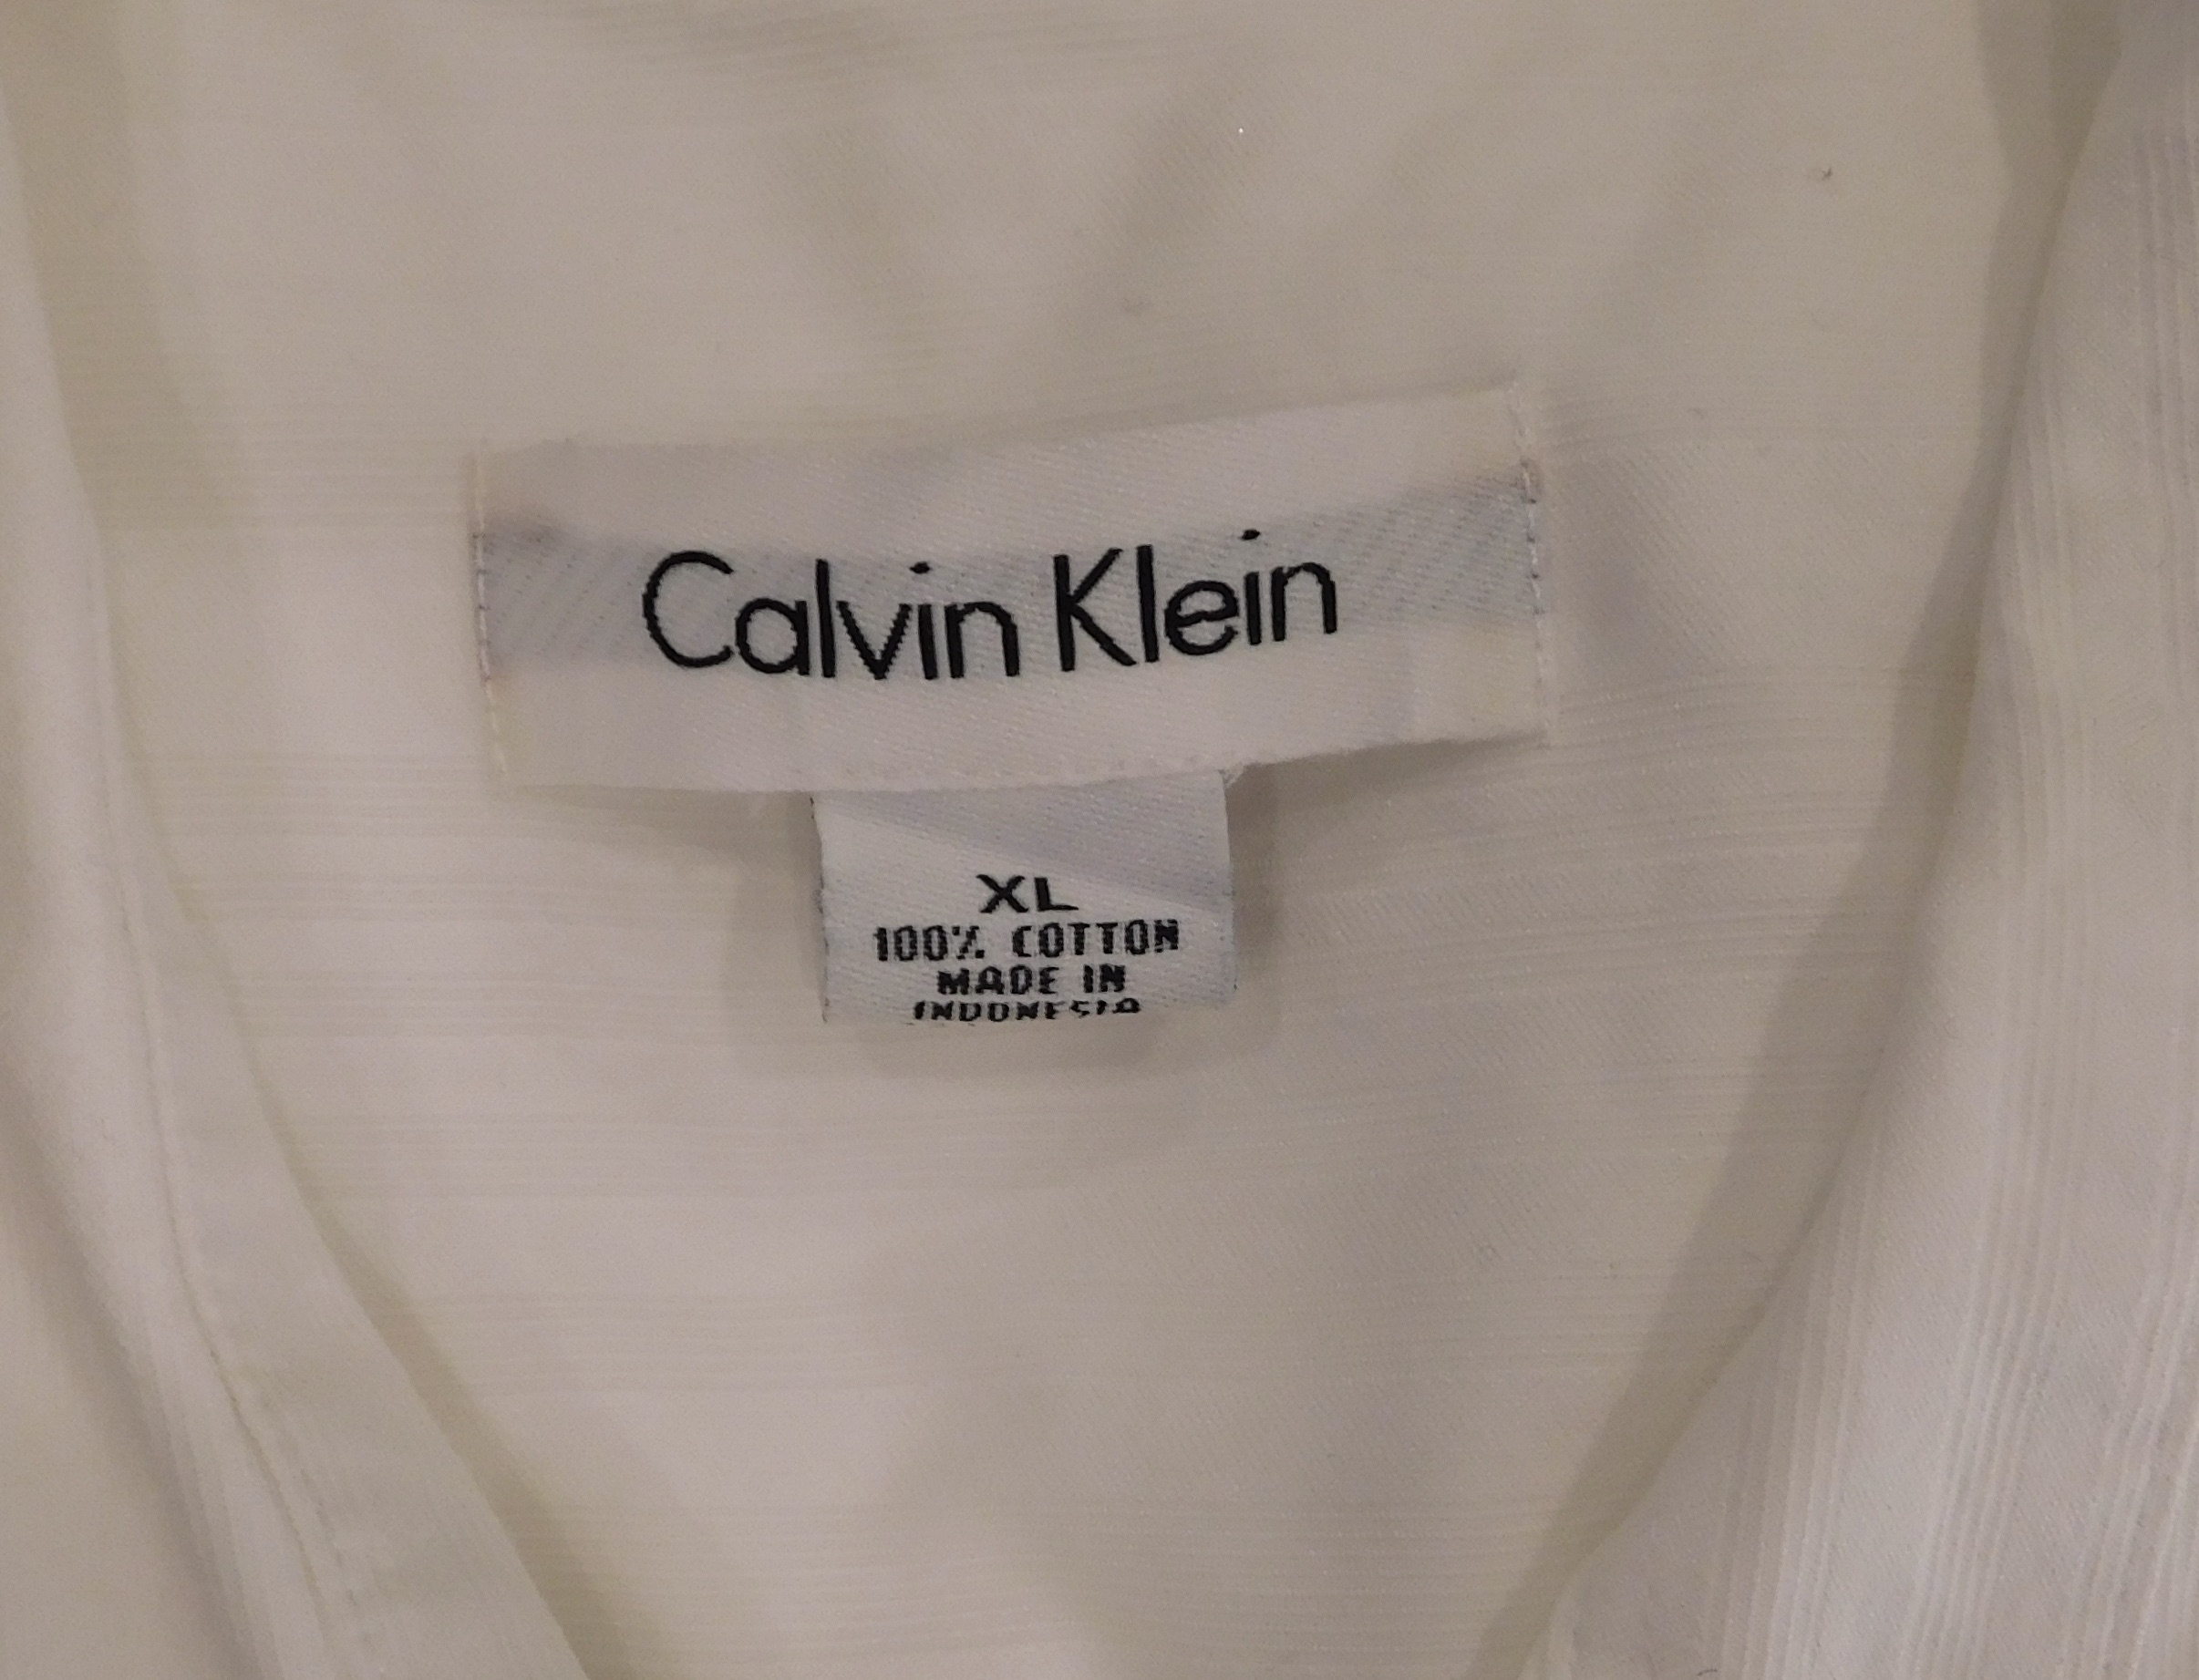 Calvin Klein
XL
100% COTTON
MADE IN
INDONESIA